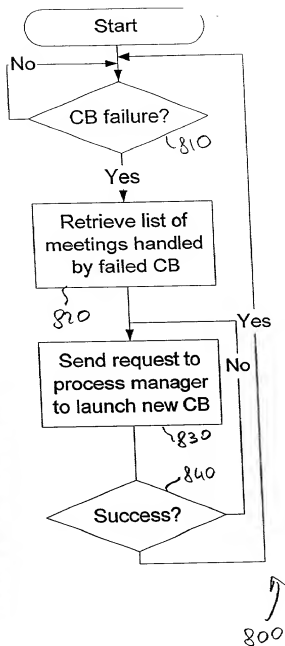 Start
No
CB failure?
810
Yes
Retrieve list of
meetings handled
by failed CB
820
Yes
No
Send request to
process manager
to launch new CB
830
840
Success?
800